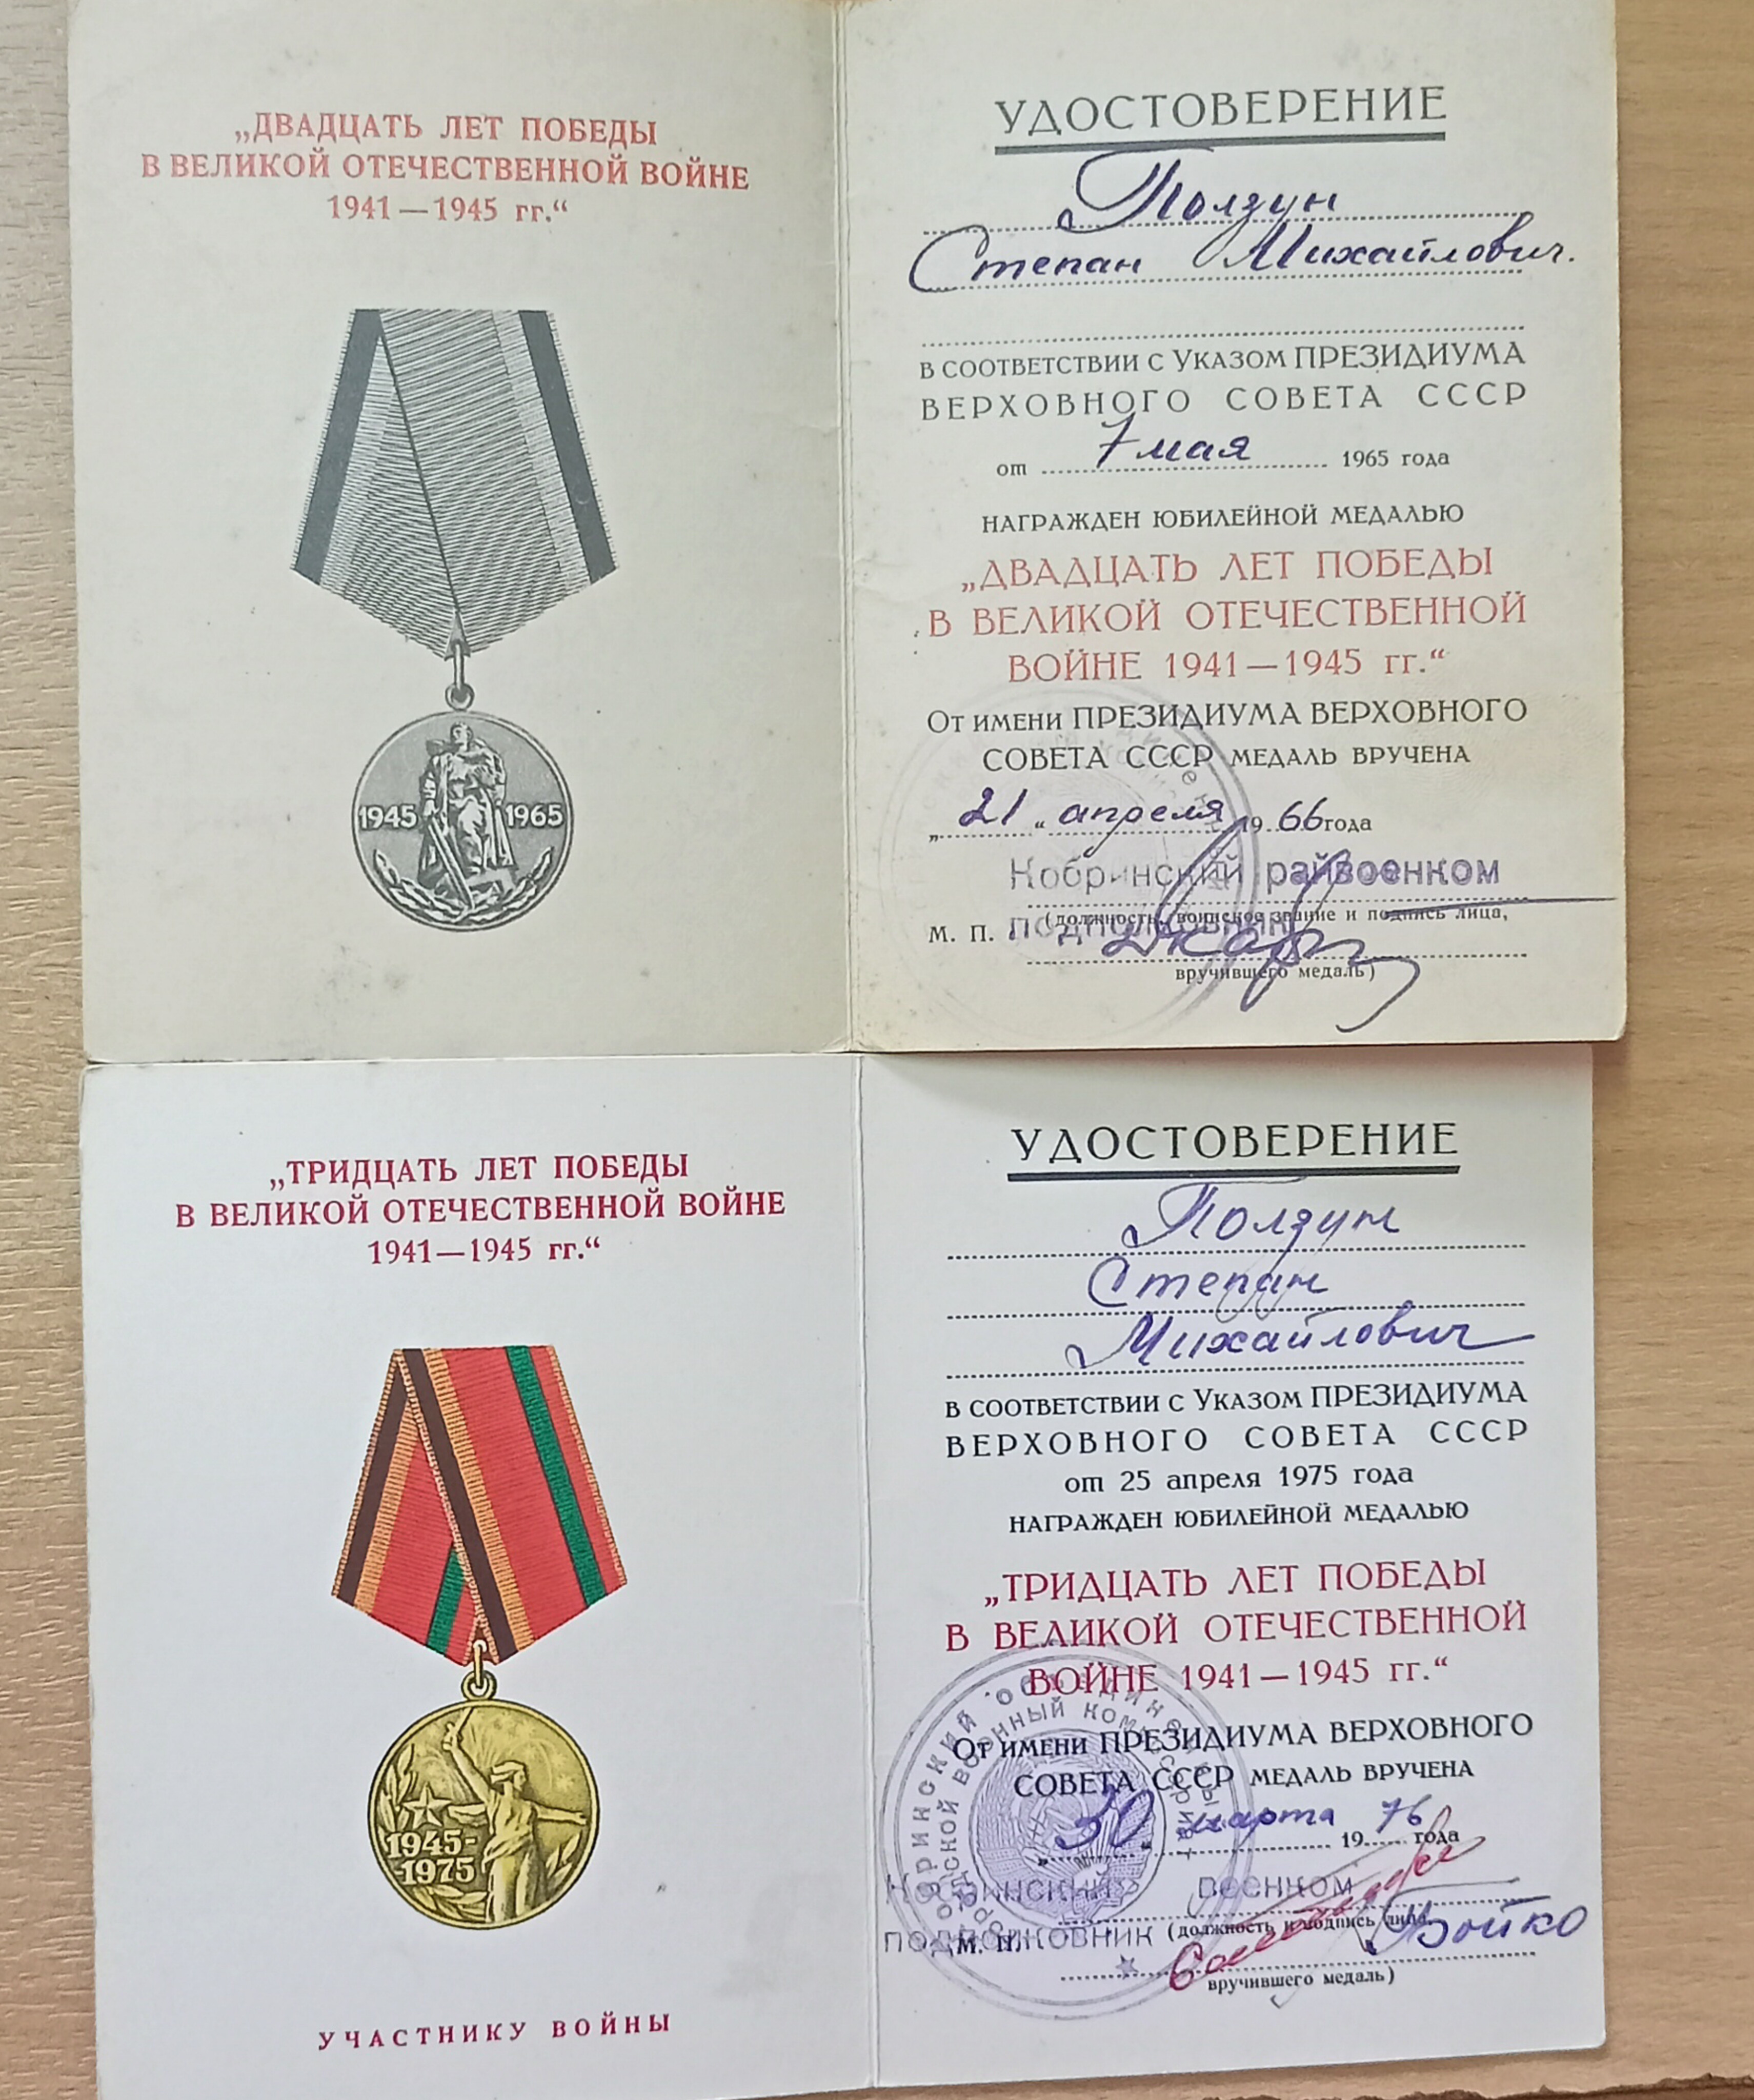 „ДВАДЦАТЬ ЛЕТ ПОБЕДЫ
В ВЕЛИКОЙ ОТЕЧЕСТВЕННОЙ ВОЙНЕ
1941—1945 гг.“
1945 1965
УДОСТОВЕРЕНИЕ
Ползун
Степан Михайлович.
В СООТВЕТСТВИИ С УКАЗОМ ПРЕЗИДИУМА
ВЕРХОВНОГО СОВЕТА СССР
от 7 мая 1965 года
НАГРАЖДЕН ЮБИЛЕЙНОЙ МЕДАЛЬЮ
„ДВАДЦАТЬ ЛЕТ ПОБЕДЫ
В ВЕЛИКОЙ ОТЕЧЕСТВЕННОЙ
ВОЙНЕ 1941—1945 гг.“
ОТ ИМЕНИ ПРЕЗИДИУМА ВЕРХОВНОГО
СОВЕТА СССР МЕДАЛЬ ВРУЧЕНА
„21“ апреля 1966 года
Кобринский райвоенком
(должность, воинское звание и подпись лица,
М. П. подполковник
вручившего медаль)
„ТРИДЦАТЬ ЛЕТ ПОБЕДЫ
В ВЕЛИКОЙ ОТЕЧЕСТВЕННОЙ ВОЙНЕ
1941—1945 гг.“
1945-
1975
УЧАСТНИКУ ВОЙНЫ
УДОСТОВЕРЕНИЕ
Ползун
Степан
Михайлович
В СООТВЕТСТВИИ С УКАЗОМ ПРЕЗИДИУМА
ВЕРХОВНОГО СОВЕТА СССР
от 25 апреля 1975 года
НАГРАЖДЕН ЮБИЛЕЙНОЙ МЕДАЛЬЮ
„ТРИДЦАТЬ ЛЕТ ПОБЕДЫ
В ВЕЛИКОЙ ОТЕЧЕСТВЕННОЙ
ВОЙНЕ 1941—1945 гг.“
ОТ ИМЕНИ ПРЕЗИДИУМА ВЕРХОВНОГО
СОВЕТА СССР МЕДАЛЬ ВРУЧЕНА
„30“ марта 1976 года
Кобринский военком
(должность и подпись лица,
М. П. подполковник Бойко
вручившего медаль)